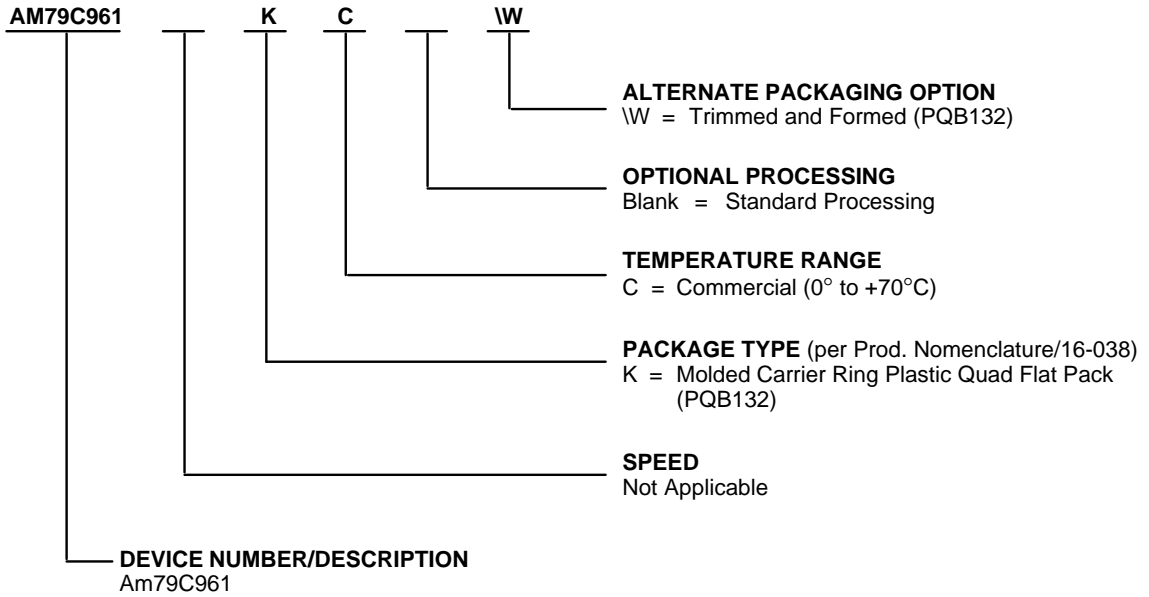 AM79C961 K C \W
ALTERNATE PACKAGING OPTION
\W = Trimmed and Formed (PQB132)
OPTIONAL PROCESSING
Blank = Standard Processing
TEMPERATURE RANGE
C = Commercial (0° to +70°C)
PACKAGE TYPE (per Prod. Nomenclature/16-038)
K = Molded Carrier Ring Plastic Quad Flat Pack
(PQB132)
SPEED
Not Applicable
DEVICE NUMBER/DESCRIPTION
Am79C961